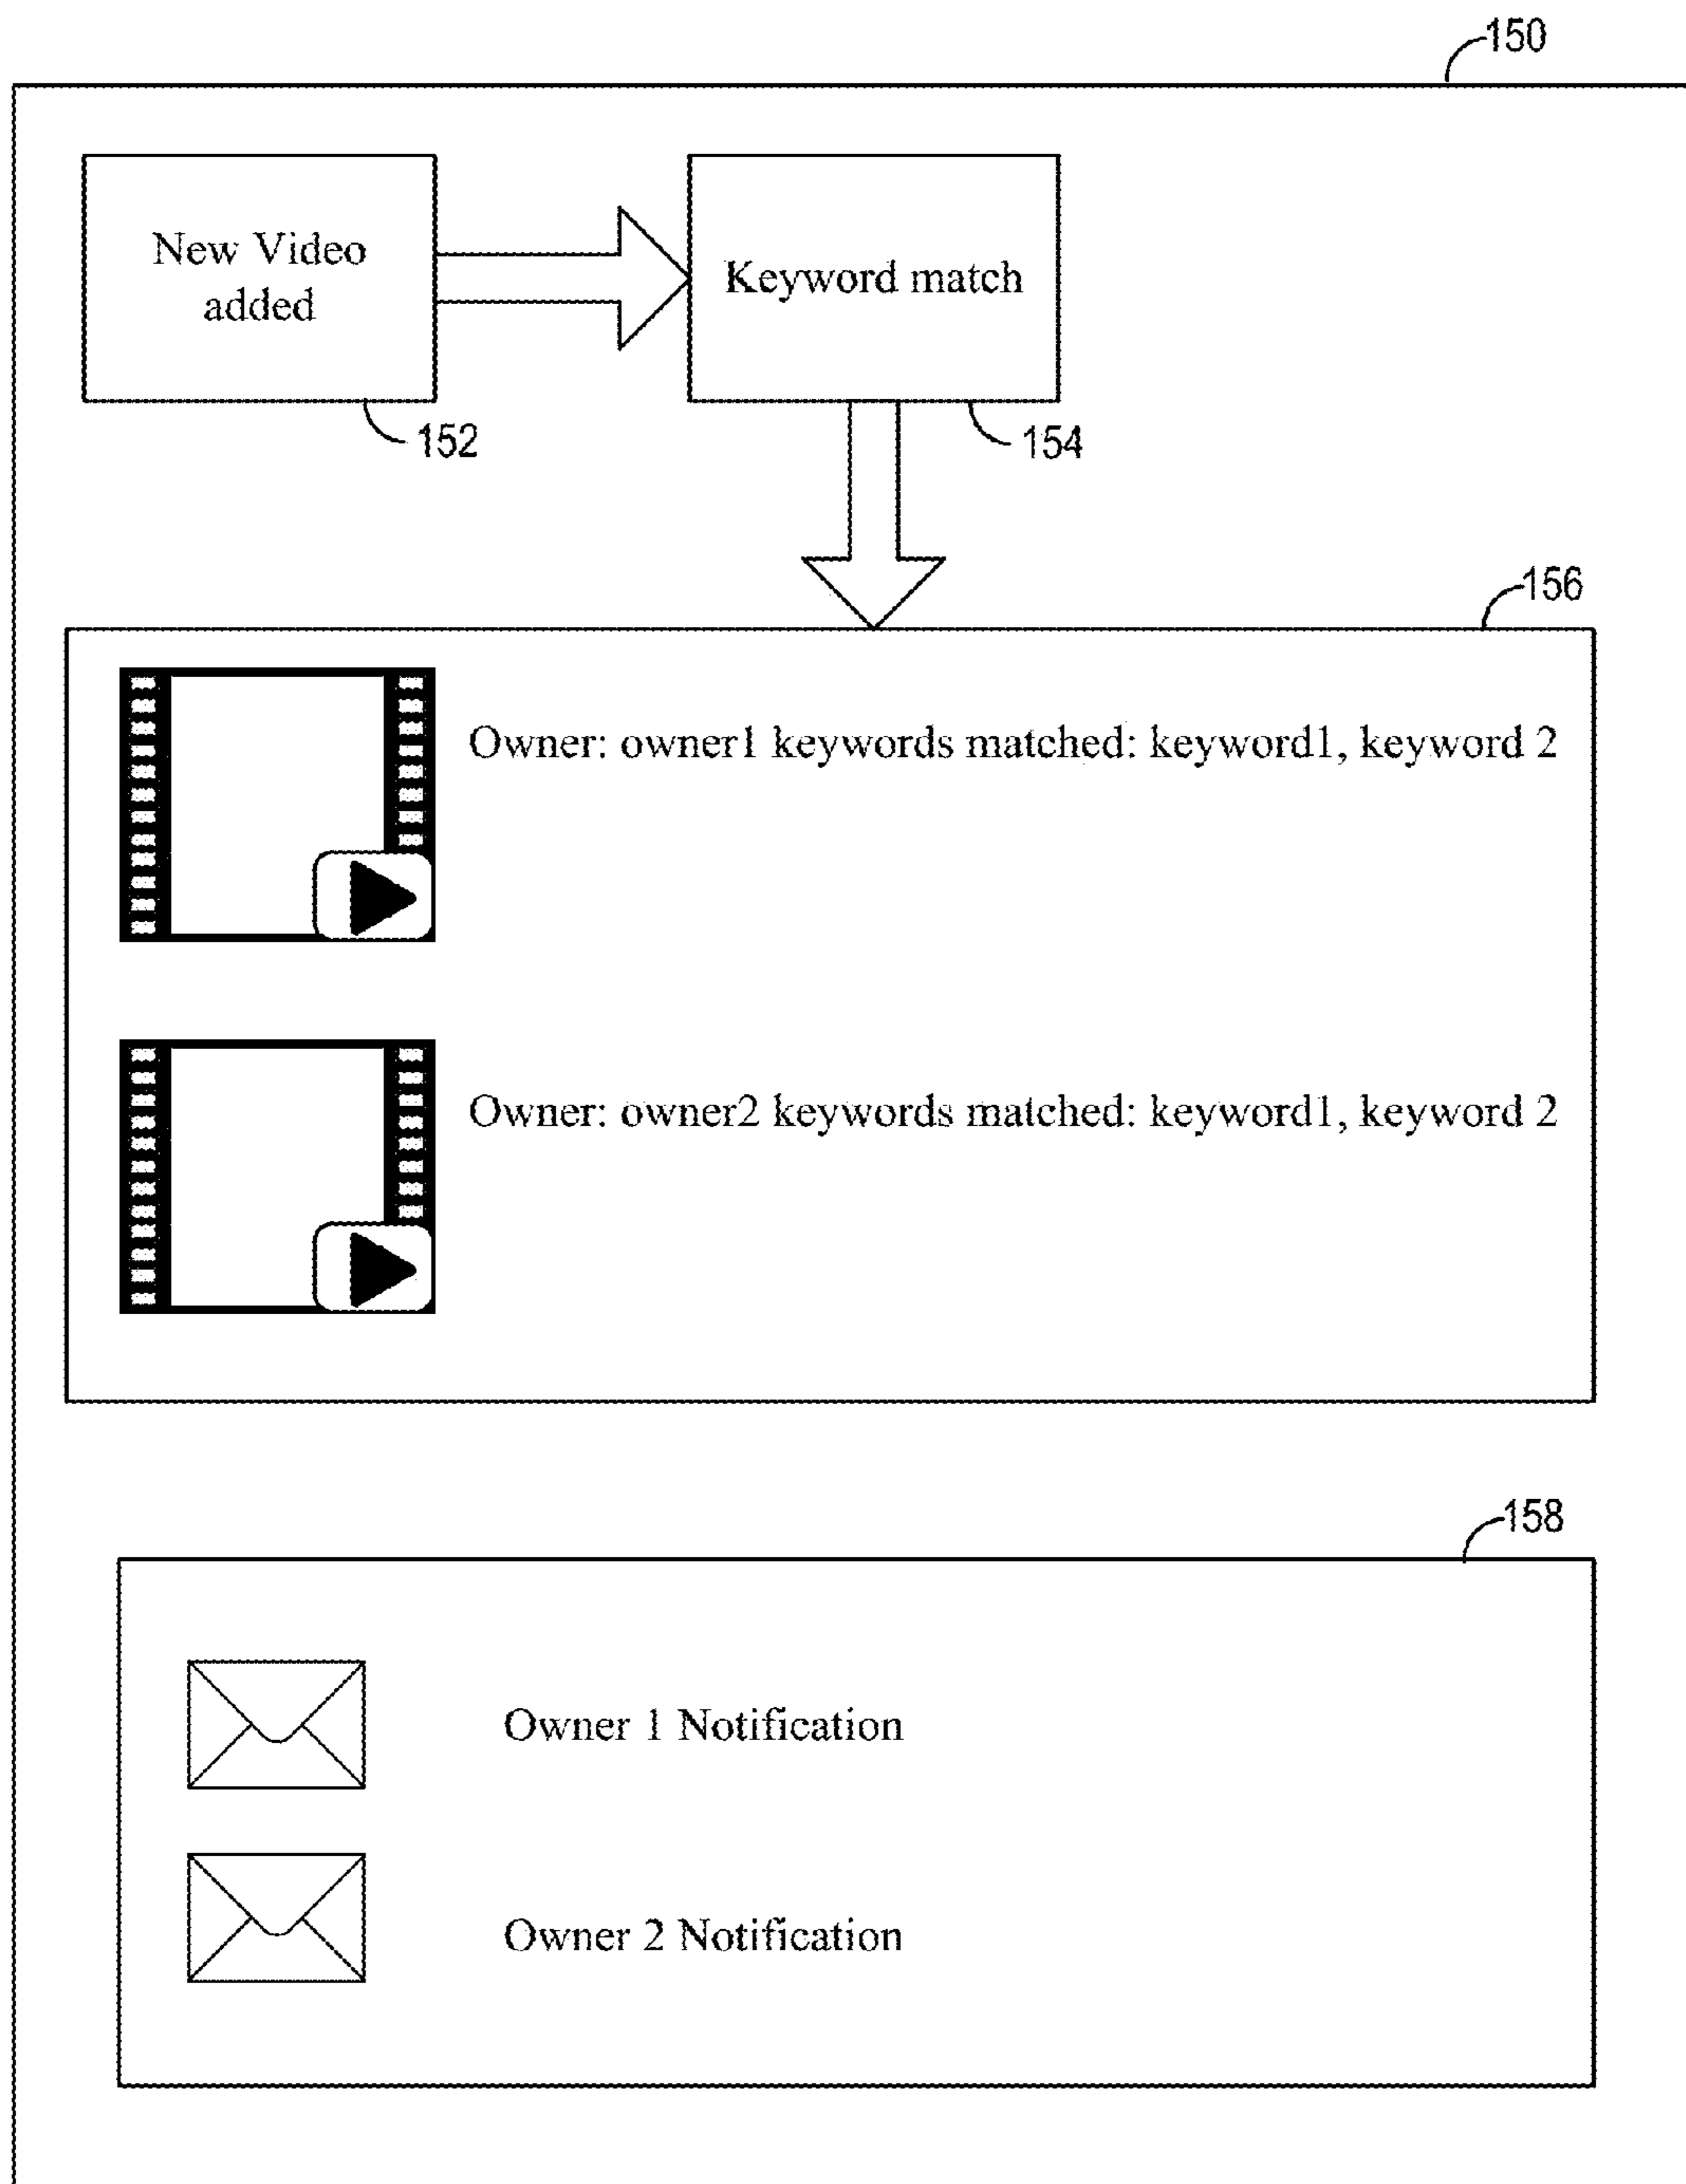 150
New Video
added
Keyword match
152
154
156
Owner: owner1 keywords matched: keyword1, keyword 2
Owner: owner2 keywords matched: keyword1, keyword 2
158
Owner 1 Notification
Owner 2 Notification